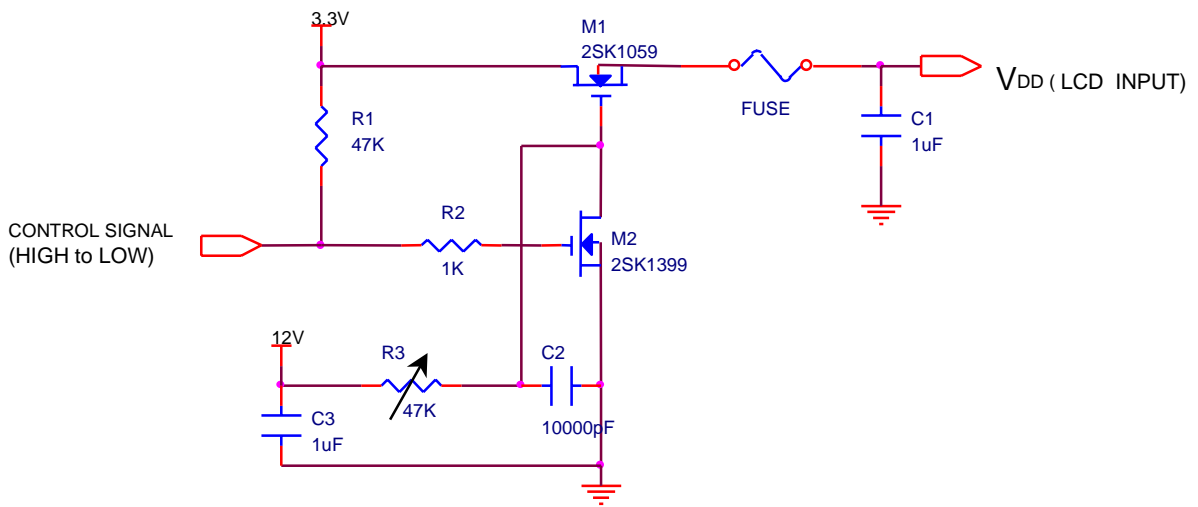 3.3V
M1
2SK1059
FUSE
VDD ( LCD INPUT)
R1
47K
C1
1uF
CONTROL SIGNAL
(HIGH to LOW)
R2
1K
M2
2SK1399
12V
R3
47K
C2
10000pF
C3
1uF